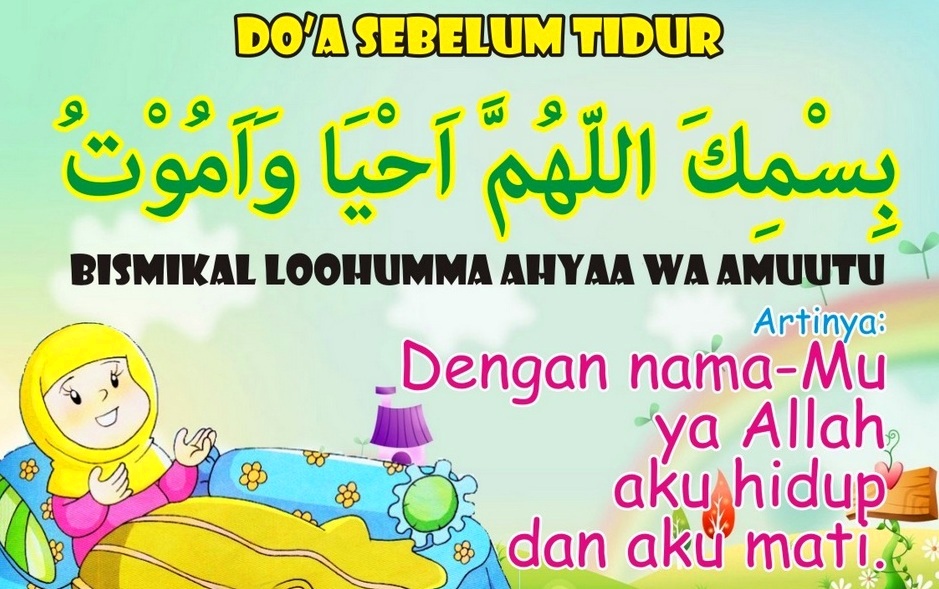 DO'A SEBELUM TIDUR
بِسْمِكَ اللّهُمَّ اَحْيَا وَاَمُوْتُ
BISMIKAL LOOHUMMA AHYAA WA AMUUTU
Artinya:
Dengan nama-Mu
ya Allah
aku hidup
dan aku mati.